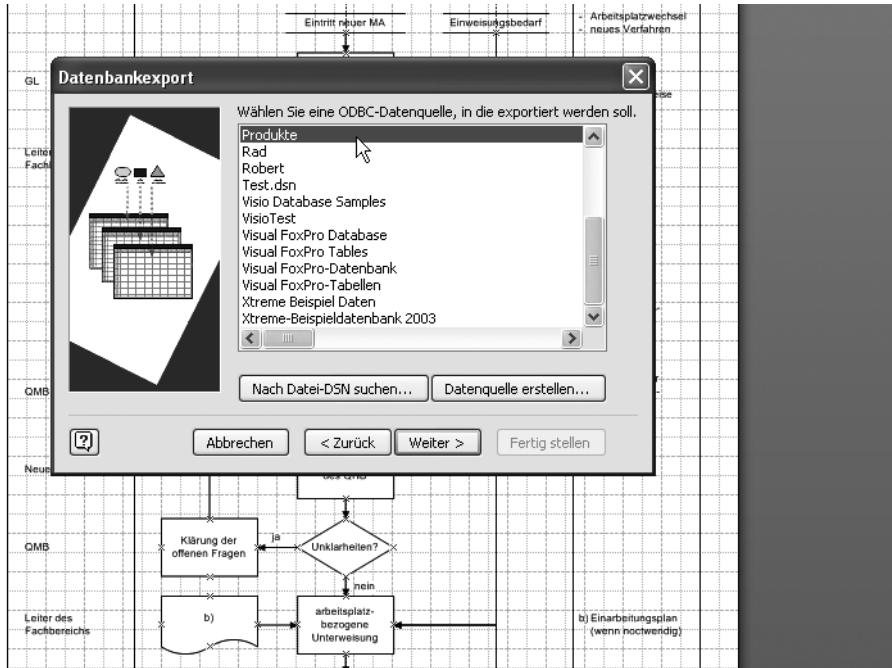 Eintritt neuer MA
Einweisungsbedarf
- Arbeitsplatzwechsel
- neues Verfahren
GL
Datenbankexport
Wählen Sie eine ODBC-Datenquelle, in die exportiert werden soll.
Produkte
Rad
Robert
Test.dsn
Visio Database Samples
VisioTest
Visual FoxPro Database
Visual FoxPro Tables
Visual FoxPro-Datenbank
Visual FoxPro-Tabellen
Xtreme Beispiel Daten
Xtreme-Beispieldatenbank 2003
Nach Datei-DSN suchen...
Datenquelle erstellen...
Abbrechen
< Zurück
Weiter >
Fertig stellen
QMB
Neue
des QHB
Klärung der
offenen Fragen
ja
Unklarheiten?
QMB
nein
Leiter des
Fachbereichs
b)
arbeitsplatz-
bezogene
Unterweisung
b) Einarbeitungsplan
(wenn noctwendig)